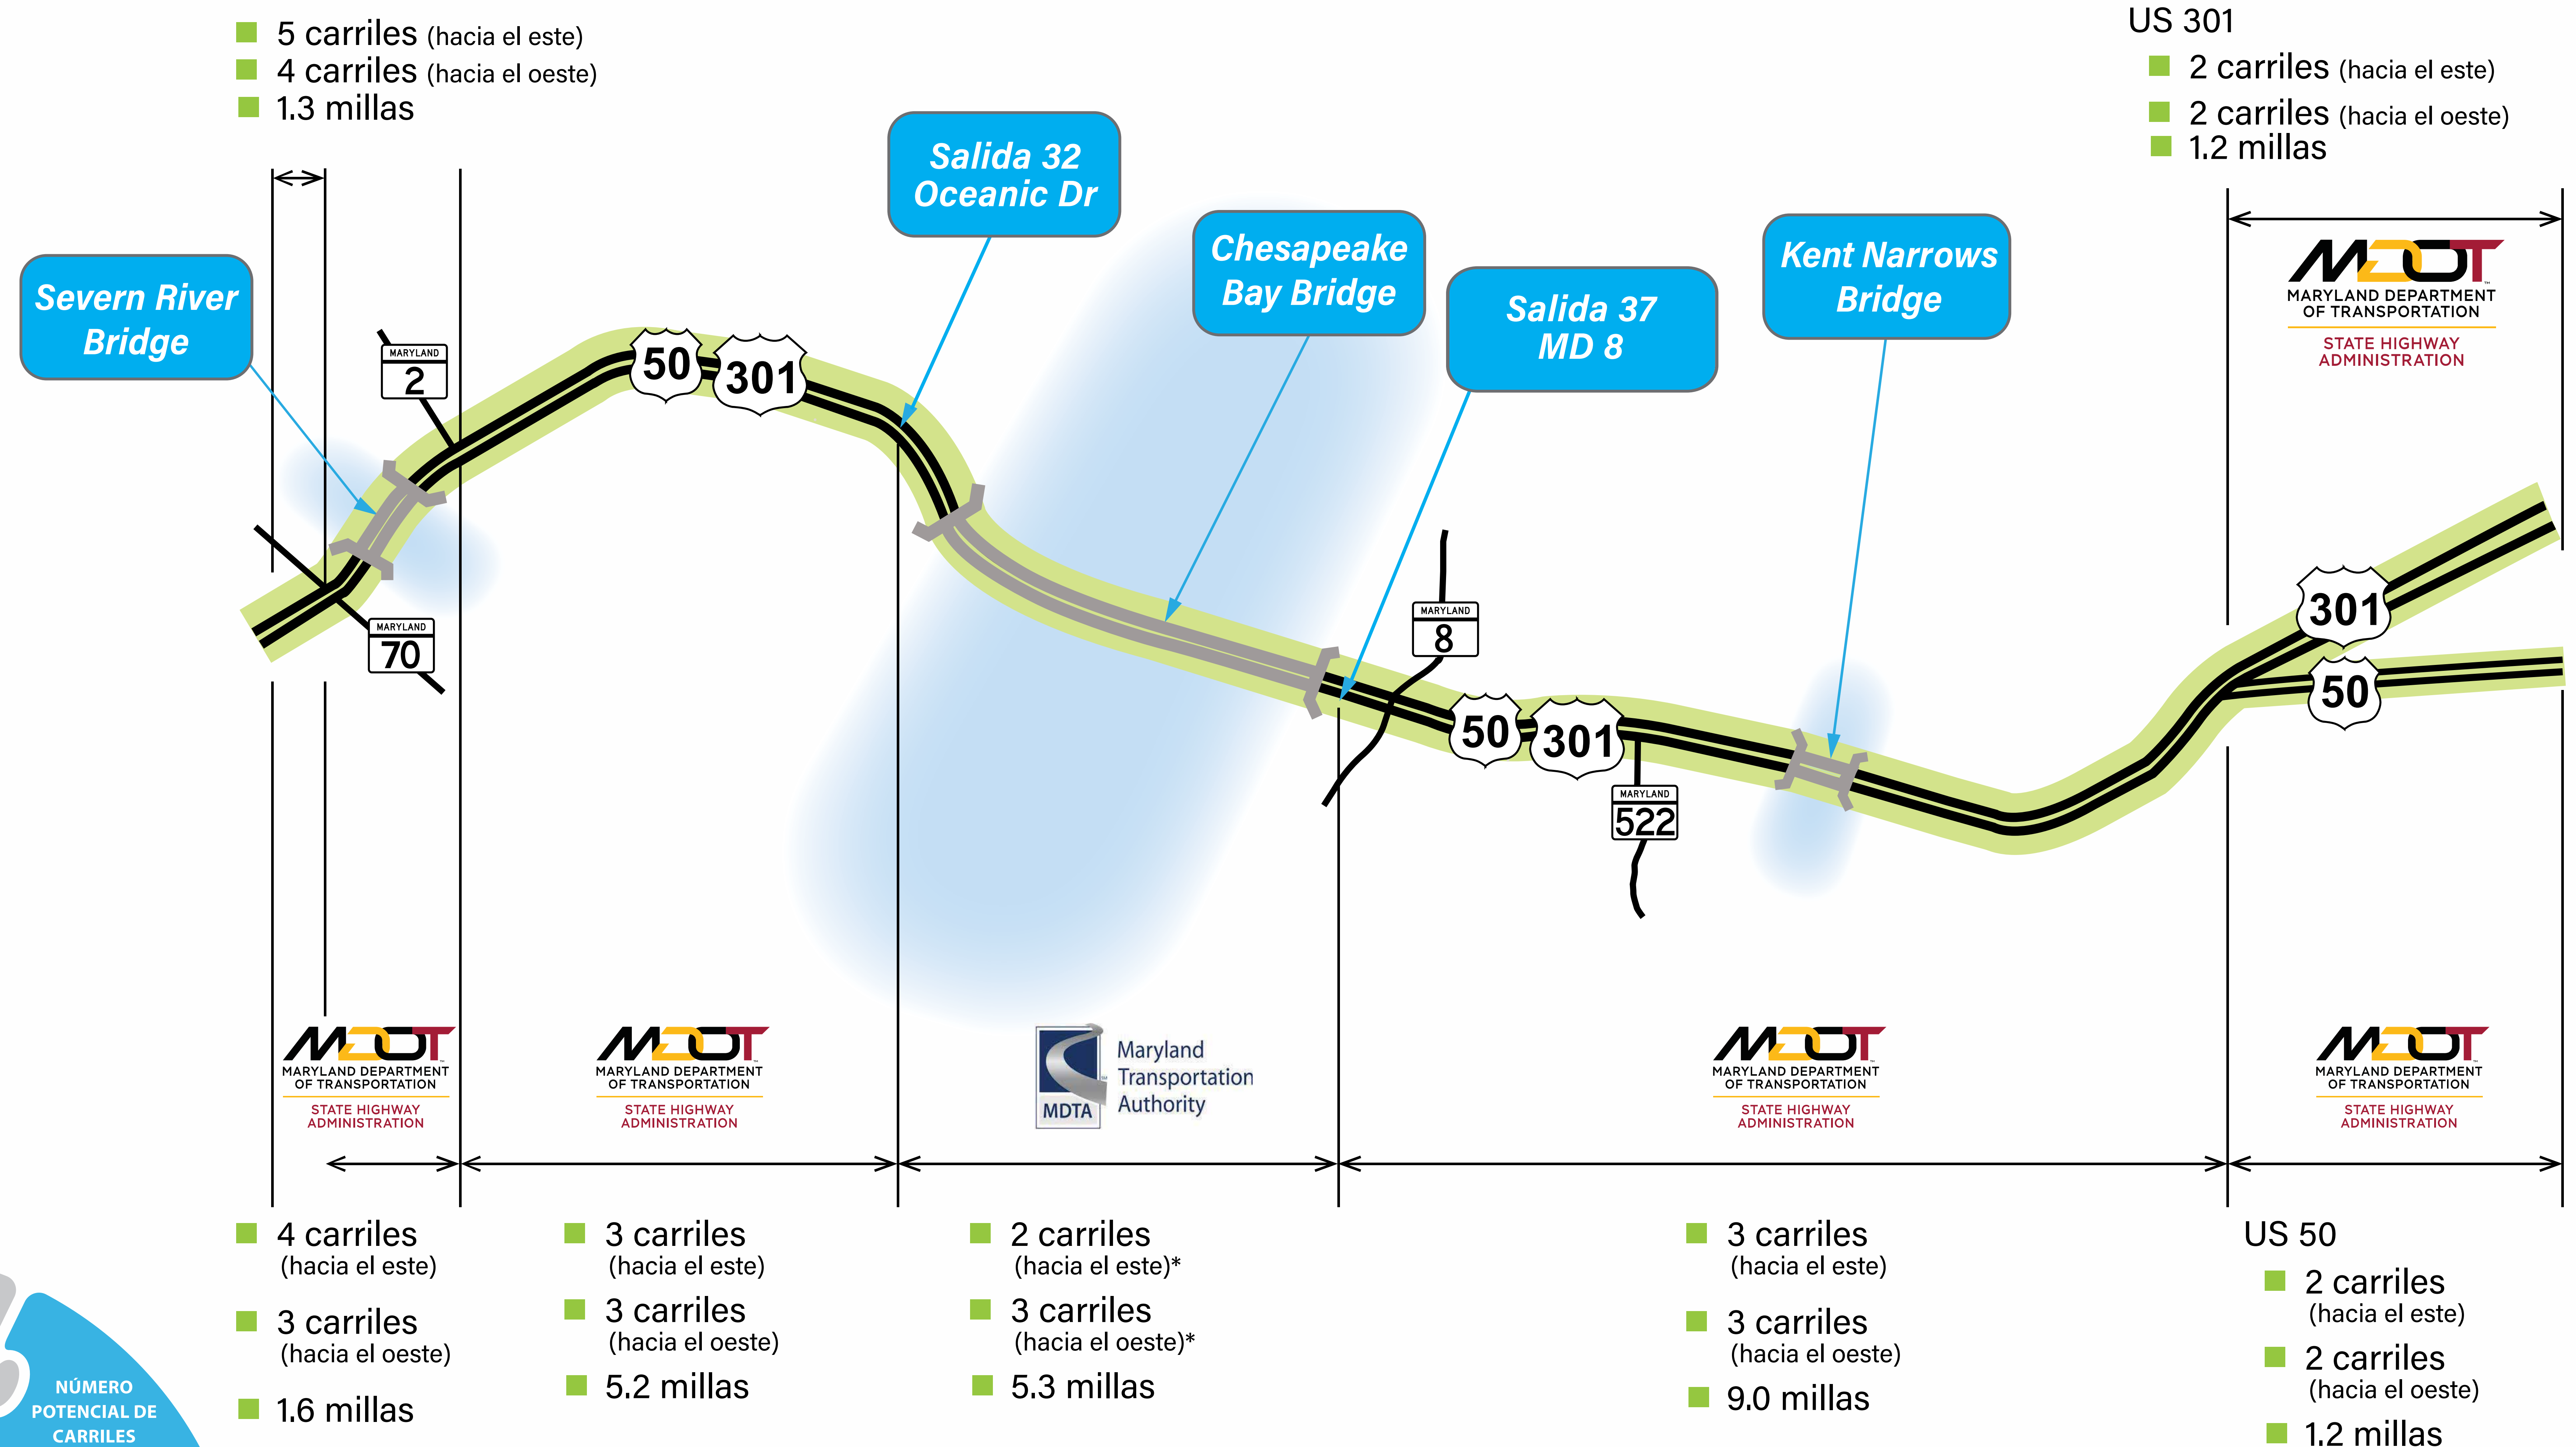 5 carriles (hacia el este)
4 carriles (hacia el oeste)
1.3 millas
US 301
2 carriles (hacia el este)
2 carriles (hacia el oeste)
1.2 millas
Salida 32
Oceanic Dr
Chesapeake
Bay Bridge
Salida 37
MD 8
Kent Narrows
Bridge
Severn River
Bridge
MDOT™
MARYLAND DEPARTMENT
OF TRANSPORTATION
STATE HIGHWAY
ADMINISTRATION
MARYLAND
2
50
301
MARYLAND
70
MARYLAND
8
50
301
MARYLAND
522
301
50
MDOT™
MARYLAND DEPARTMENT
OF TRANSPORTATION
STATE HIGHWAY
ADMINISTRATION
MDOT™
MARYLAND DEPARTMENT
OF TRANSPORTATION
STATE HIGHWAY
ADMINISTRATION
MDTA
Maryland
Transportation
Authority
MDOT™
MARYLAND DEPARTMENT
OF TRANSPORTATION
STATE HIGHWAY
ADMINISTRATION
MDOT™
MARYLAND DEPARTMENT
OF TRANSPORTATION
STATE HIGHWAY
ADMINISTRATION
4 carriles
(hacia el este)
3 carriles
(hacia el oeste)
1.6 millas
3 carriles
(hacia el este)
3 carriles
(hacia el oeste)
5.2 millas
2 carriles
(hacia el este)*
3 carriles
(hacia el oeste)*
5.3 millas
3 carriles
(hacia el este)
3 carriles
(hacia el oeste)
9.0 millas
US 50
2 carriles
(hacia el este)
2 carriles
(hacia el oeste)
1.2 millas
NÚMERO
POTENCIAL DE
CARRILES